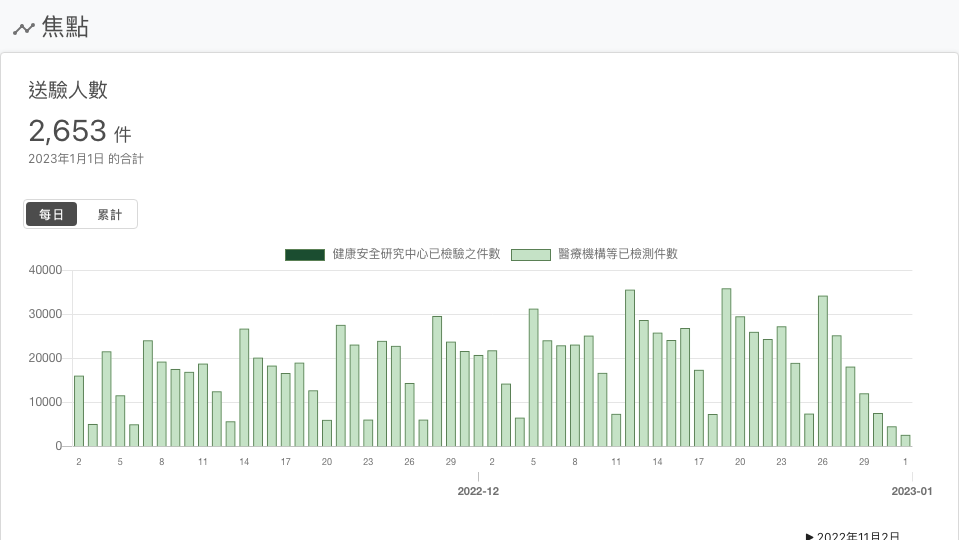 焦點
送驗人數
2,653 件
2023年1月1日 的合計
每日 累計
健康安全研究中心已檢驗之件數 醫療機構等已檢測件數
40000
30000
20000
10000
0
2 5 8 11 14 17 20 23 26 29 2 5 8 11 14 17 20 23 26 29 1
2022-12 2023-01
▶ 2022年11月2日